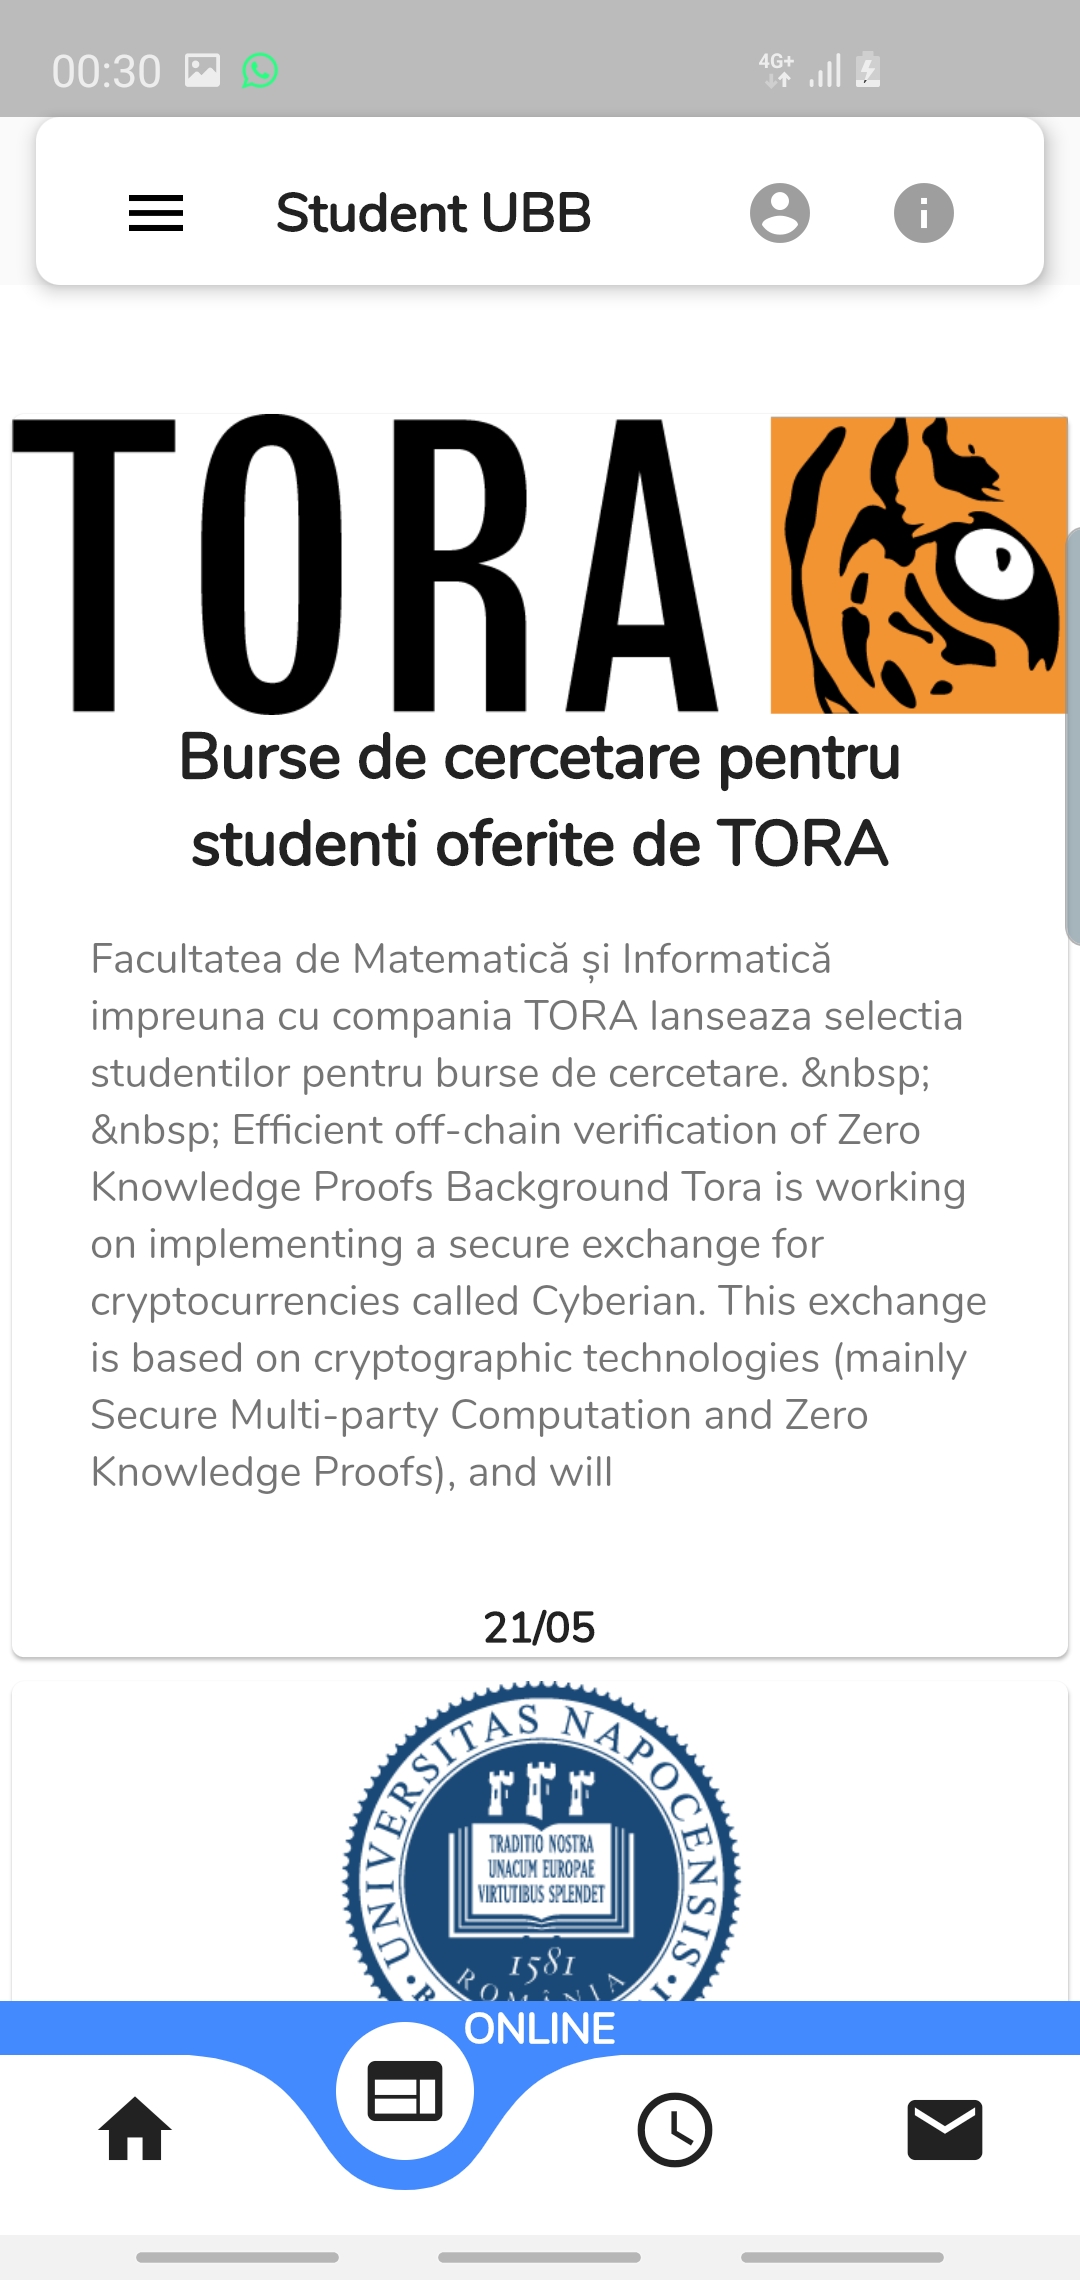 00:30
4G+
Student UBB
TORA
Burse de cercetare pentru
studenti oferite de TORA
Facultatea de Matematică și Informatică
impreuna cu compania TORA lanseaza selectia
studentilor pentru burse de cercetare. &nbsp;
&nbsp; Efficient off-chain verification of Zero
Knowledge Proofs Background Tora is working
on implementing a secure exchange for
cryptocurrencies called Cyberian. This exchange
is based on cryptographic technologies (mainly
Secure Multi-party Computation and Zero
Knowledge Proofs), and will
21/05
UNIVERSITAS NAPOCENSIS
TRADITIO NOSTRA
UNACUM EUROPAE
VIRTUTIBUS SPLENDET
1581
ROMÂNIA
ONLINE